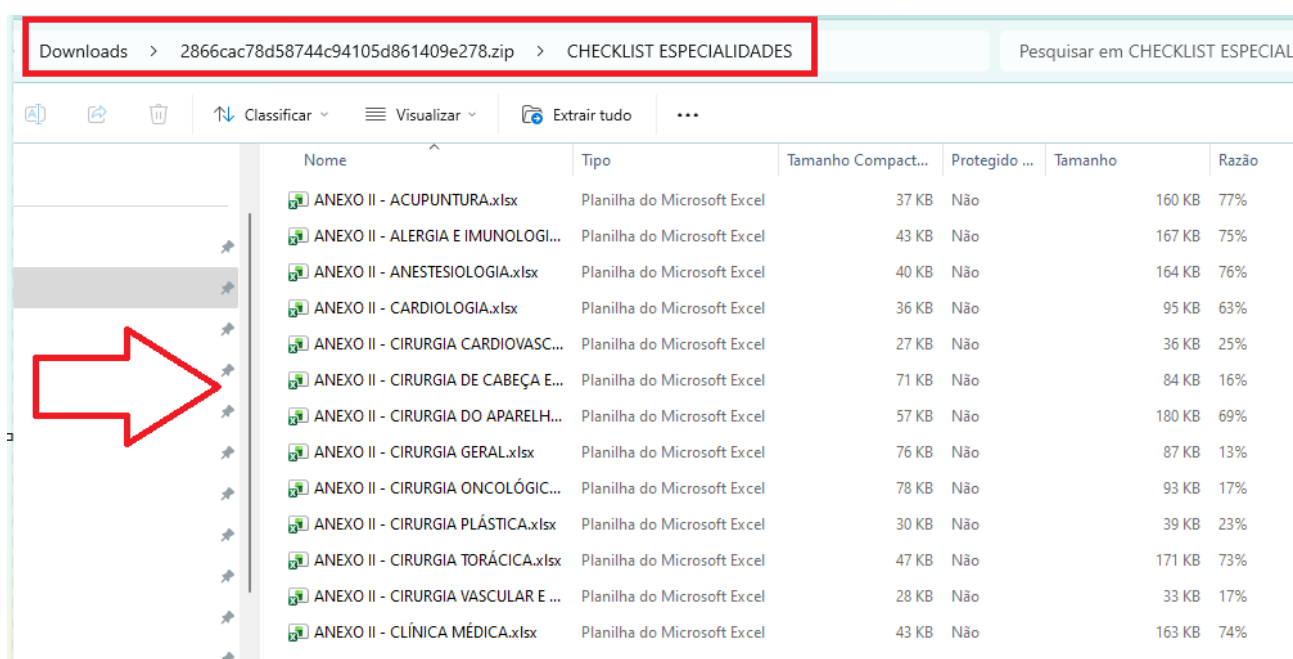 Downloads > 2866cac78d58744c94105d861409e278.zip > CHECKLIST ESPECIALIDADES Pesquisar em CHECKLIST ESPECIAL
Classificar Visualizar Extrair tudo ...
Nome Tipo Tamanho Compact... Protegido ... Tamanho Razão
ANEXO II - ACUPUNTURA.xlsx Planilha do Microsoft Excel 37 KB Não 160 KB 77%
ANEXO II - ALERGIA E IMUNOLOGI... Planilha do Microsoft Excel 43 KB Não 167 KB 75%
ANEXO II - ANESTESIOLOGIA.xlsx Planilha do Microsoft Excel 40 KB Não 164 KB 76%
ANEXO II - CARDIOLOGIA.xlsx Planilha do Microsoft Excel 36 KB Não 95 KB 63%
ANEXO II - CIRURGIA CARDIOVASC... Planilha do Microsoft Excel 27 KB Não 36 KB 25%
ANEXO II - CIRURGIA DE CABEÇA E... Planilha do Microsoft Excel 71 KB Não 84 KB 16%
ANEXO II - CIRURGIA DO APARELH... Planilha do Microsoft Excel 57 KB Não 180 KB 69%
ANEXO II - CIRURGIA GERAL.xlsx Planilha do Microsoft Excel 76 KB Não 87 KB 13%
ANEXO II - CIRURGIA ONCOLÓGIC... Planilha do Microsoft Excel 78 KB Não 93 KB 17%
ANEXO II - CIRURGIA PLÁSTICA.xlsx Planilha do Microsoft Excel 30 KB Não 39 KB 23%
ANEXO II - CIRURGIA TORÁCICA.xlsx Planilha do Microsoft Excel 47 KB Não 171 KB 73%
ANEXO II - CIRURGIA VASCULAR E ... Planilha do Microsoft Excel 28 KB Não 33 KB 17%
ANEXO II - CLÍNICA MÉDICA.xlsx Planilha do Microsoft Excel 43 KB Não 163 KB 74%